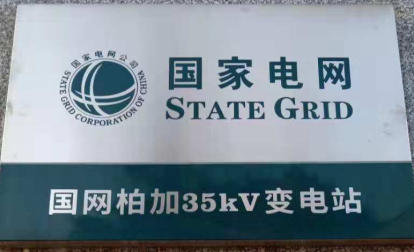 国家电网公司
STATE GRID CORPORATION OF CHINA
国家电网
STATE GRID
国网柏加35kV变电站